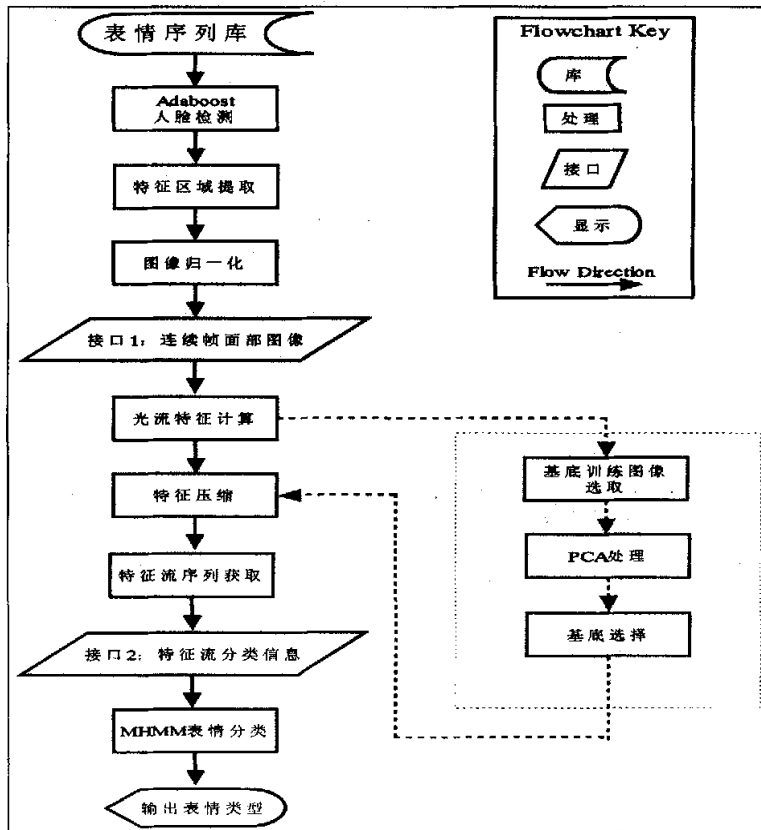 表情序列库
Adaboost
人脸检测
特征区域提取
图像归一化
接口1：连续帧面部图像
光流特征计算
特征压缩
特征流序列获取
接口2：特征流分类信息
MHMM表情分类
输出表情类型
基底训练图像
选取
PCA处理
基底选择
Flowchart Key
库
处理
接口
显示
Flow Direction